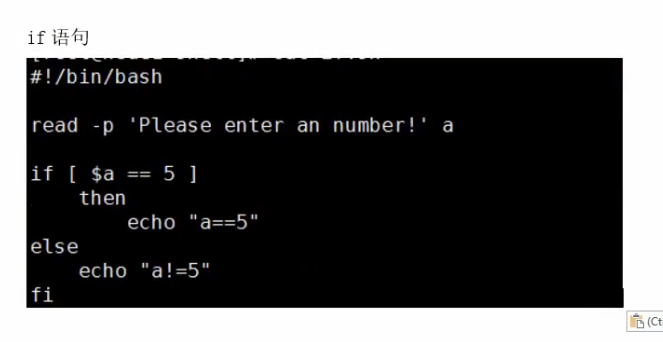 if 语句
#!/bin/bash
read -p 'Please enter an number!' a
if [ $a == 5 ]
then
echo "a==5"
else
echo "a!=5"
fi
(Ct